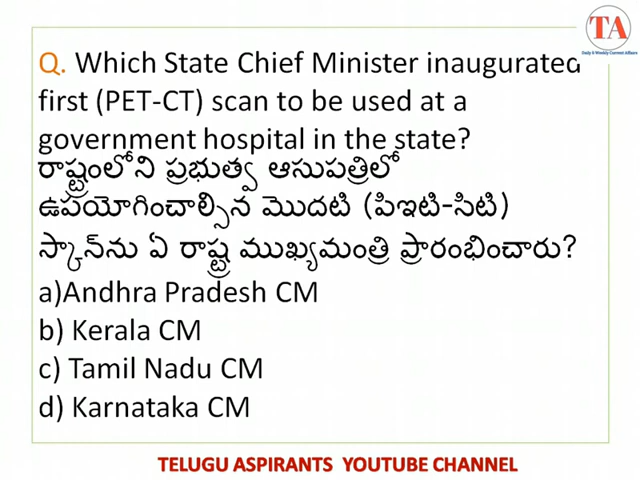 TA
Daily & Weekly Current Affairs
Q. Which State Chief Minister inaugurated
first (PET-CT) scan to be used at a
government hospital in the state?
రాష్ట్రంలోని ప్రభుత్వ ఆసుపత్రిలో
ఉపయోగించాల్సిన మొదటి (పిఇటి-సిటి)
స్కాన్‌ను ఏ రాష్ట్ర ముఖ్యమంత్రి ప్రారంభించారు?
a)Andhra Pradesh CM
b) Kerala CM
c) Tamil Nadu CM
d) Karnataka CM
TELUGU ASPIRANTS YOUTUBE CHANNEL